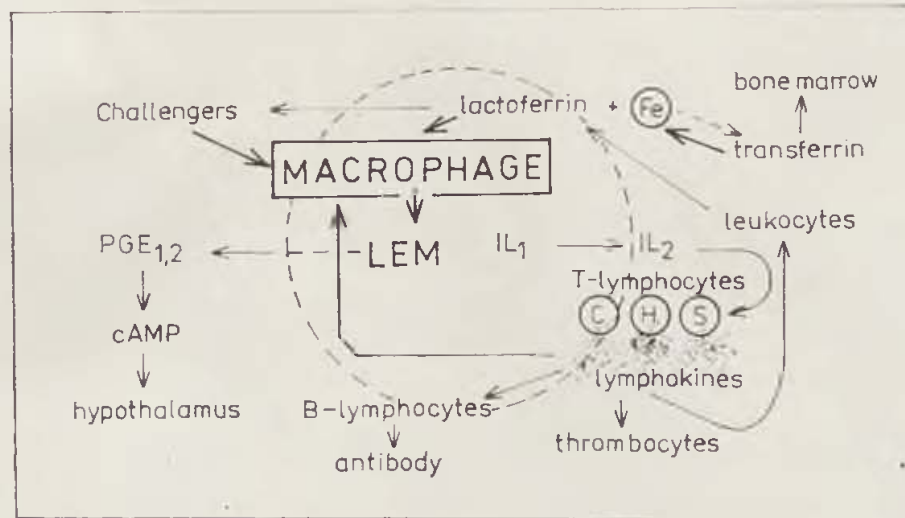 bone marrow
Challengers lactoferrin + Fe
transferrin
MACROPHAGE
leukocytes
PGE1,2 LEM IL1 IL2
T-lymphocytes
C H S
cAMP
lymphokines
hypothalamus B-lymphocytes
thrombocytes
antibody